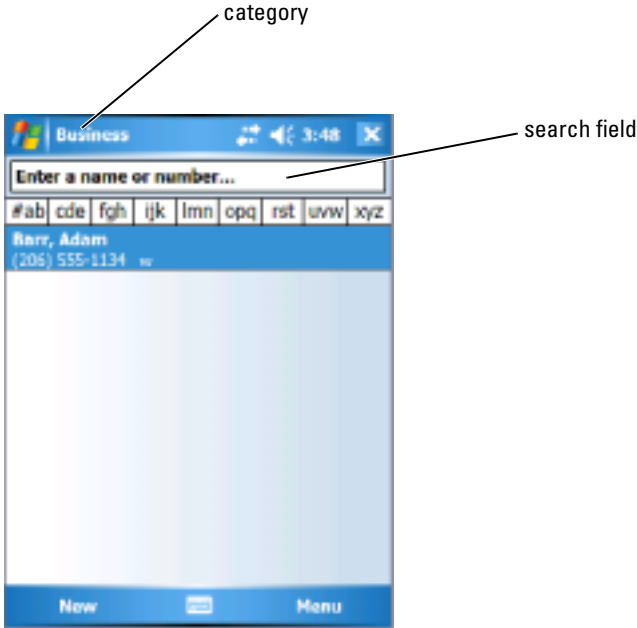 category
Business 3:48
search field
Enter a name or number...
#ab cde fgh ijk lmn opq rst uvw xyz
Barr, Adam
(206) 555-1134 w
New Menu